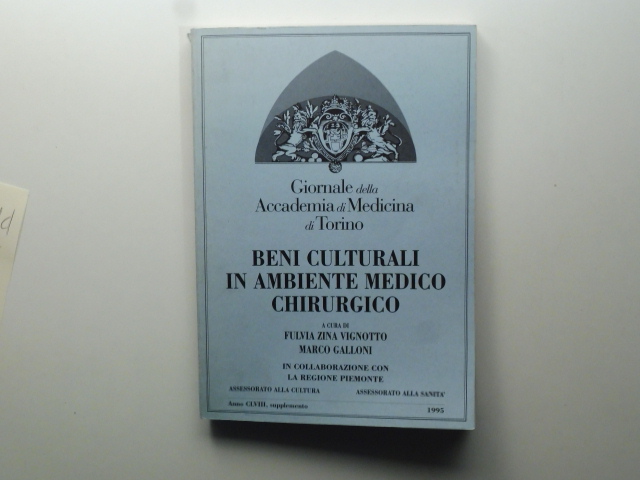 Giornale della
Accademia di Medicina
di Torino
BENI CULTURALI
IN AMBIENTE MEDICO
CHIRURGICO
A CURA DI
FULVIA ZINA VIGNOTTO
MARCO GALLONI
IN COLLABORAZIONE CON
LA REGIONE PIEMONTE
ASSESSORATO ALLA CULTURA ASSESSORATO ALLA SANITA'
Anno CLVIII, supplemento 1995